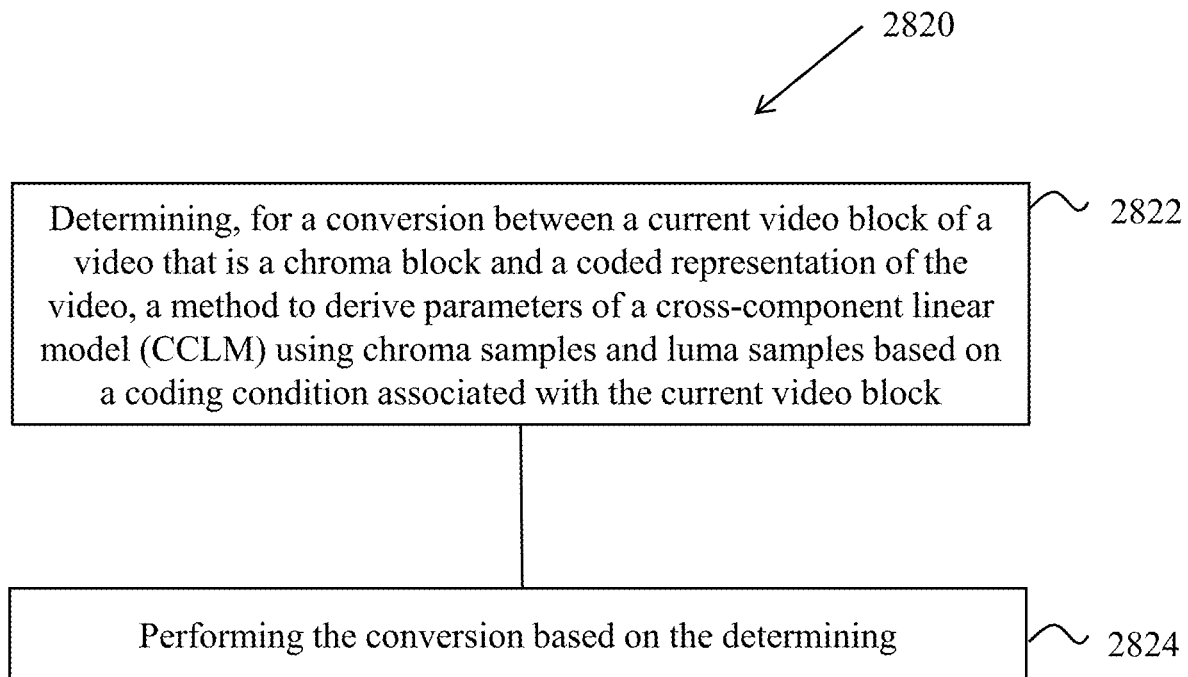 2820
Determining, for a conversion between a current video block of a
video that is a chroma block and a coded representation of the
video, a method to derive parameters of a cross-component linear
model (CCLM) using chroma samples and luma samples based on
a coding condition associated with the current video block
2822
Performing the conversion based on the determining
2824